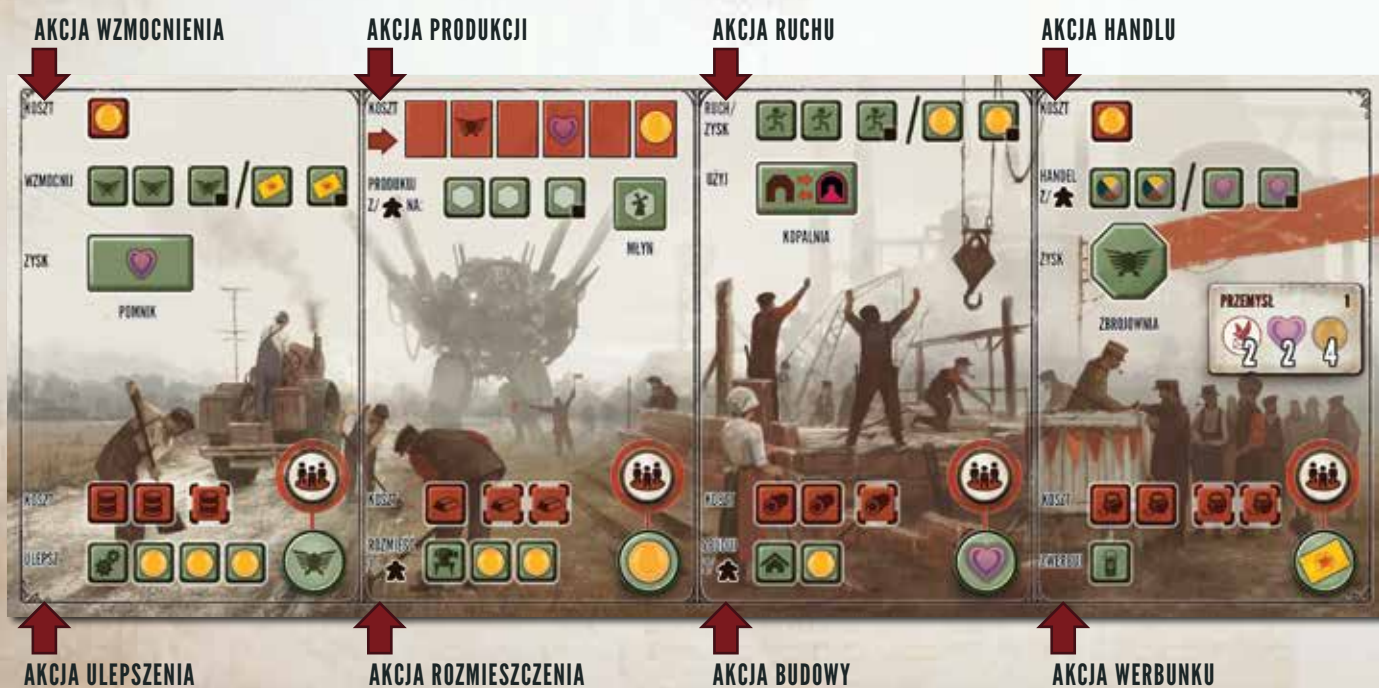 AKCJA WZMOCNIENIA
AKCJA PRODUKCJI
AKCJA RUCHU
AKCJA HANDLU
KOSZT
WZMOCNIJ
ZYSK
POMNIK
KOSZT
ULEPSZ
KOSZT
PRODUKUJ
Z/ NA:
MŁYN
KOSZT
ROZMIEŚĆ
Z/
RUCH/
ZYSK
UŻYJ
KOPALNIA
KOSZT
ZBUDUJ
Z/
KOSZT
HANDEL
Z/
ZYSK
ZBROJOWNIA
PRZEMYSŁ 1
2 2 4
KOSZT
ZWERBUJ
AKCJA ULEPSZENIA
AKCJA ROZMIESZCZENIA
AKCJA BUDOWY
AKCJA WERBUNKU